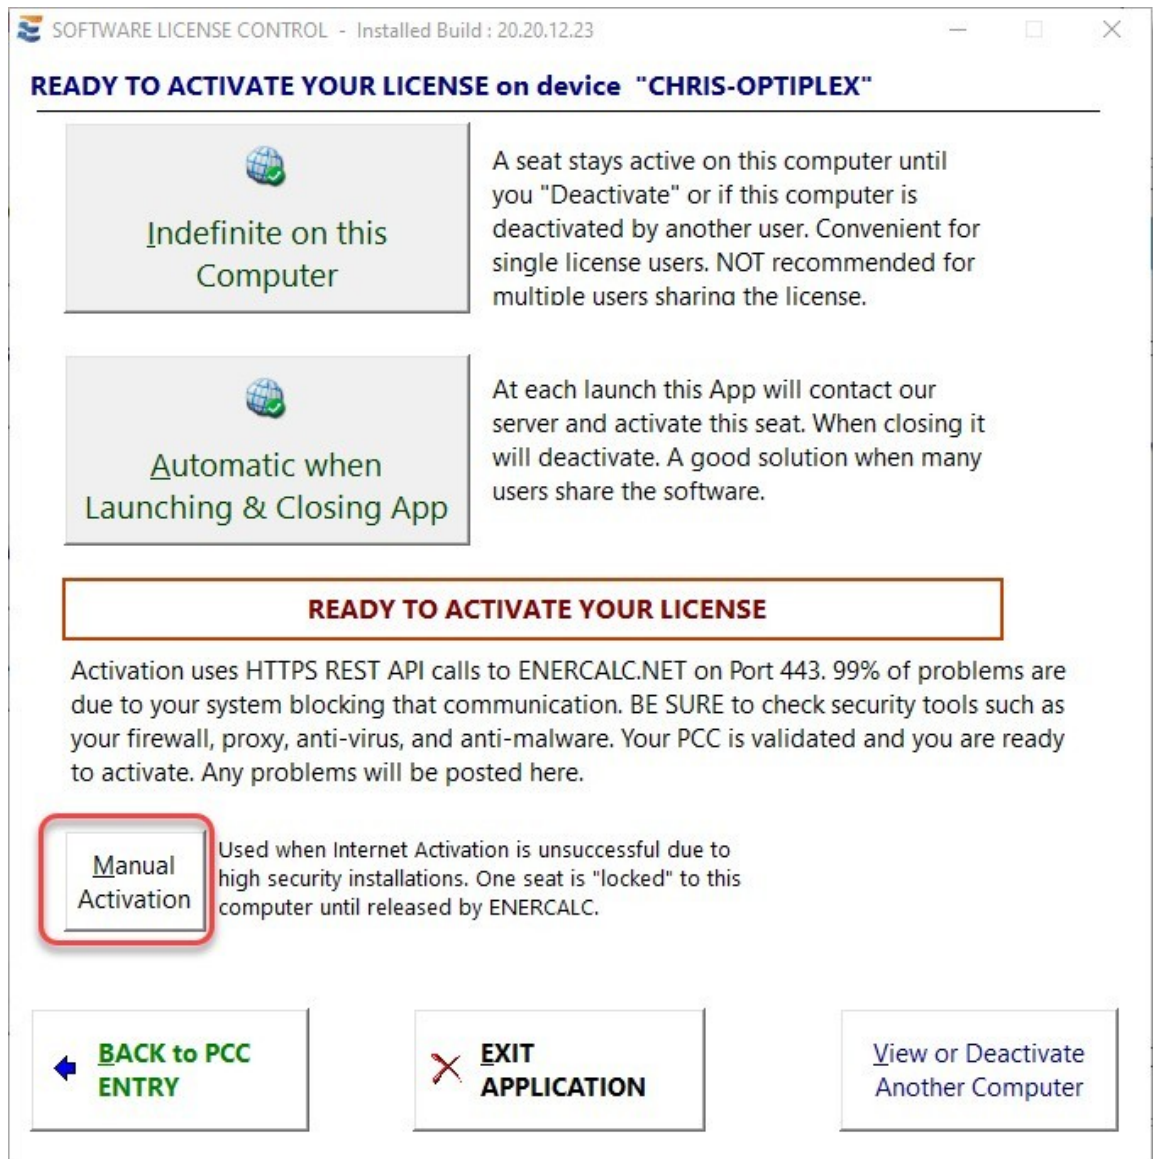 SOFTWARE LICENSE CONTROL - Installed Build : 20.20.12.23
READY TO ACTIVATE YOUR LICENSE on device "CHRIS-OPTIPLEX"
Indefinite on this
Computer
A seat stays active on this computer until
you "Deactivate" or if this computer is
deactivated by another user. Convenient for
single license users. NOT recommended for
multiple users sharing the license.
Automatic when
Launching & Closing App
At each launch this App will contact our
server and activate this seat. When closing it
will deactivate. A good solution when many
users share the software.
READY TO ACTIVATE YOUR LICENSE
Activation uses HTTPS REST API calls to ENERCALC.NET on Port 443. 99% of problems are
due to your system blocking that communication. BE SURE to check security tools such as
your firewall, proxy, anti-virus, and anti-malware. Your PCC is validated and you are ready
to activate. Any problems will be posted here.
Manual
Activation
Used when Internet Activation is unsuccessful due to
high security installations. One seat is "locked" to this
computer until released by ENERCALC.
BACK to PCC
ENTRY
EXIT
APPLICATION
View or Deactivate
Another Computer